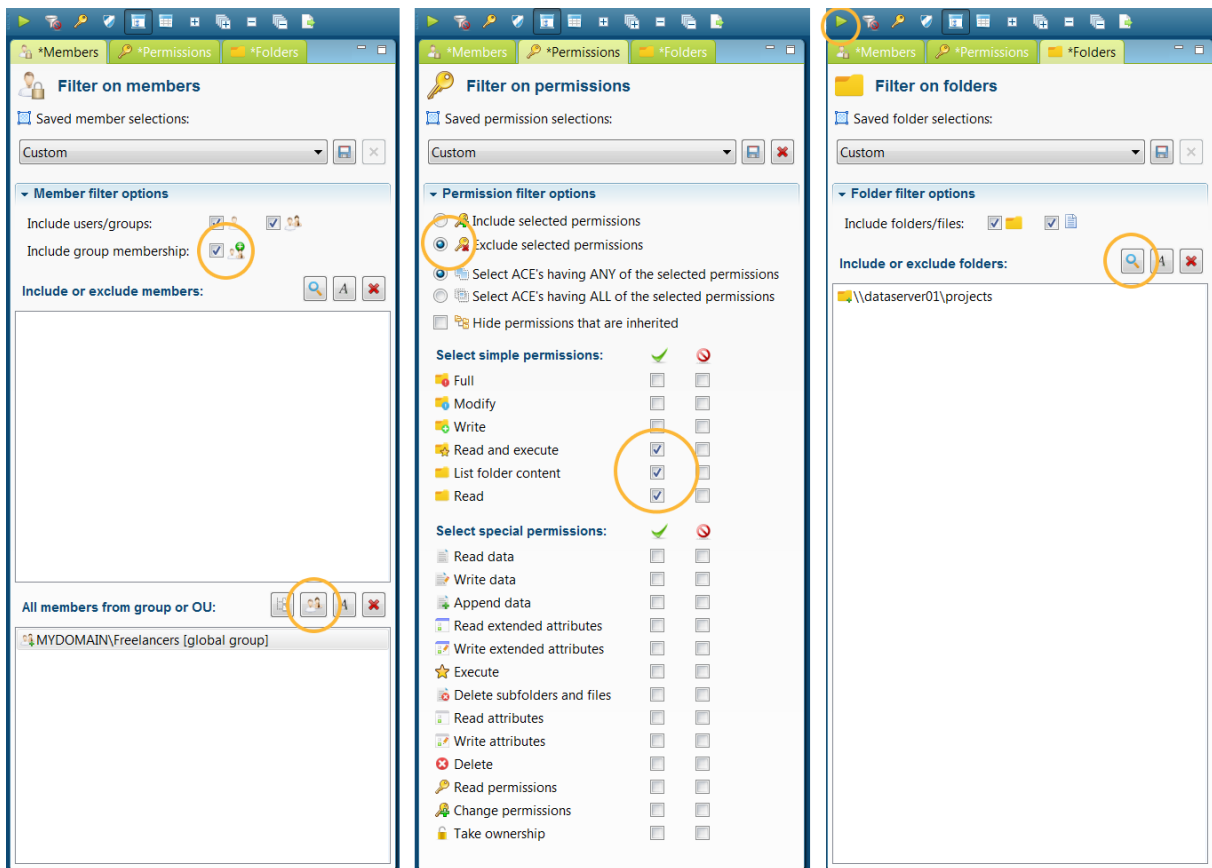 *Members
*Permissions
*Folders
Filter on members
Saved member selections:
Custom
Member filter options
Include users/groups:
Include group membership:
Include or exclude members:
A
All members from group or OU:
A
MYDOMAIN\Freelancers [global group]
*Members
*Permissions
*Folders
Filter on permissions
Saved permission selections:
Custom
Permission filter options
Include selected permissions
Exclude selected permissions
Select ACE's having ANY of the selected permissions
Select ACE's having ALL of the selected permissions
Hide permissions that are inherited
Select simple permissions:
Full
Modify
Write
Read and execute
List folder content
Read
Select special permissions:
Read data
Write data
Append data
Read extended attributes
Write extended attributes
Execute
Delete subfolders and files
Read attributes
Write attributes
Delete
Read permissions
Change permissions
Take ownership
*Members
*Permissions
*Folders
Filter on folders
Saved folder selections:
Custom
Folder filter options
Include folders/files:
Include or exclude folders:
A
\\dataserver01\projects